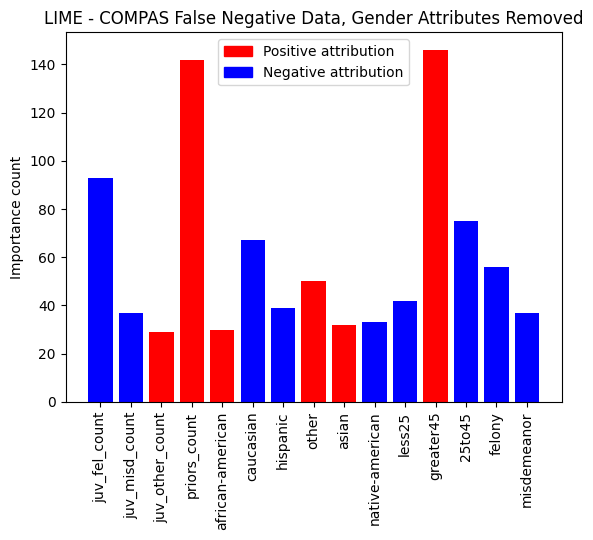 LIME - COMPAS False Negative Data, Gender Attributes Removed
Positive attribution
Negative attribution
Importance count
140
120
100
80
60
40
20
0
juv_fel_count
juv_misd_count
juv_other_count
priors_count
african-american
caucasian
hispanic
other
asian
native-american
less25
greater45
25to45
felony
misdemeanor